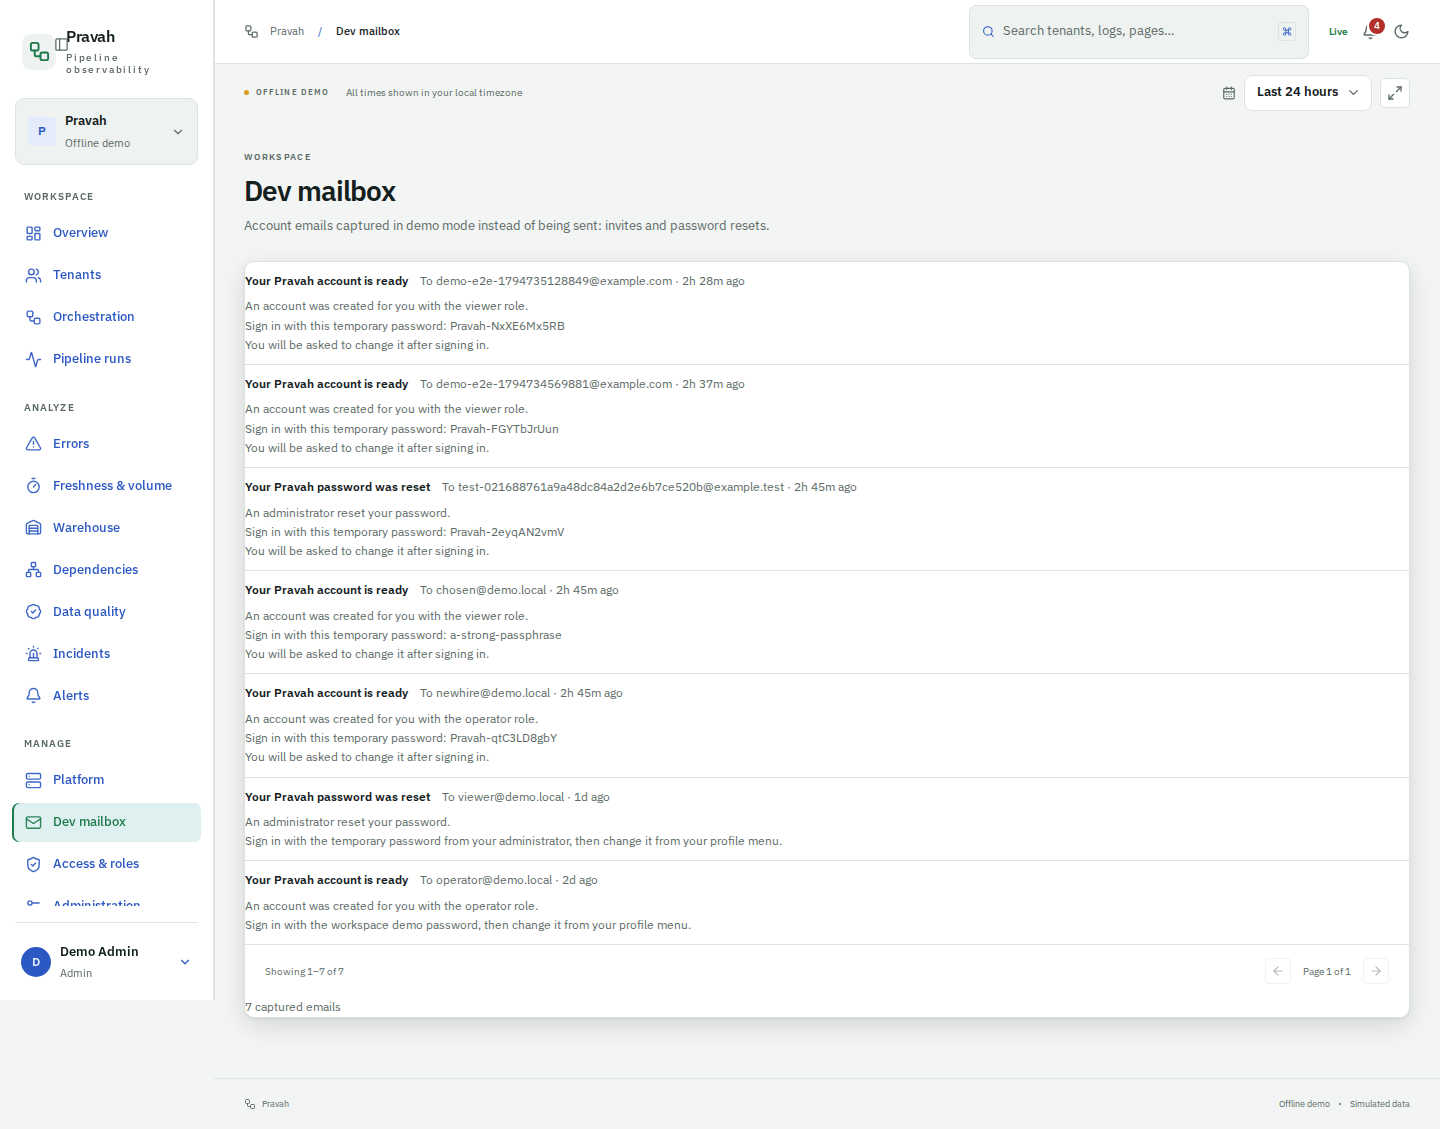 Pravah
Pipeline
observability
P
Pravah
Offline demo
WORKSPACE
Overview
Tenants
Orchestration
Pipeline runs
ANALYZE
Errors
Freshness & volume
Warehouse
Dependencies
Data quality
Incidents
Alerts
MANAGE
Platform
Dev mailbox
Access & roles
Administration
D
Demo Admin
Admin
Pravah / Dev mailbox
Search tenants, logs, pages...
⌘
Live
4
OFFLINE DEMO
All times shown in your local timezone
Last 24 hours
WORKSPACE
Dev mailbox
Account emails captured in demo mode instead of being sent: invites and password resets.
Your Pravah account is ready To demo-e2e-1794735128849@example.com · 2h 28m ago
An account was created for you with the viewer role.
Sign in with this temporary password: Pravah-NxXE6Mx5RB
You will be asked to change it after signing in.
Your Pravah account is ready To demo-e2e-1794734569881@example.com · 2h 37m ago
An account was created for you with the viewer role.
Sign in with this temporary password: Pravah-FGYTbJrUun
You will be asked to change it after signing in.
Your Pravah password was reset To test-021688761a9a48dc84a2d2e6b7ce520b@example.test · 2h 45m ago
An administrator reset your password.
Sign in with this temporary password: Pravah-2eyqAN2vmV
You will be asked to change it after signing in.
Your Pravah account is ready To chosen@demo.local · 2h 45m ago
An account was created for you with the viewer role.
Sign in with this temporary password: a-strong-passphrase
You will be asked to change it after signing in.
Your Pravah account is ready To newhire@demo.local · 2h 45m ago
An account was created for you with the operator role.
Sign in with this temporary password: Pravah-qtC3LD8gbY
You will be asked to change it after signing in.
Your Pravah password was reset To viewer@demo.local · 1d ago
An administrator reset your password.
Sign in with the temporary password from your administrator, then change it from your profile menu.
Your Pravah account is ready To operator@demo.local · 2d ago
An account was created for you with the operator role.
Sign in with the workspace demo password, then change it from your profile menu.
Showing 1–7 of 7
Page 1 of 1
7 captured emails
Pravah
Offline demo • Simulated data